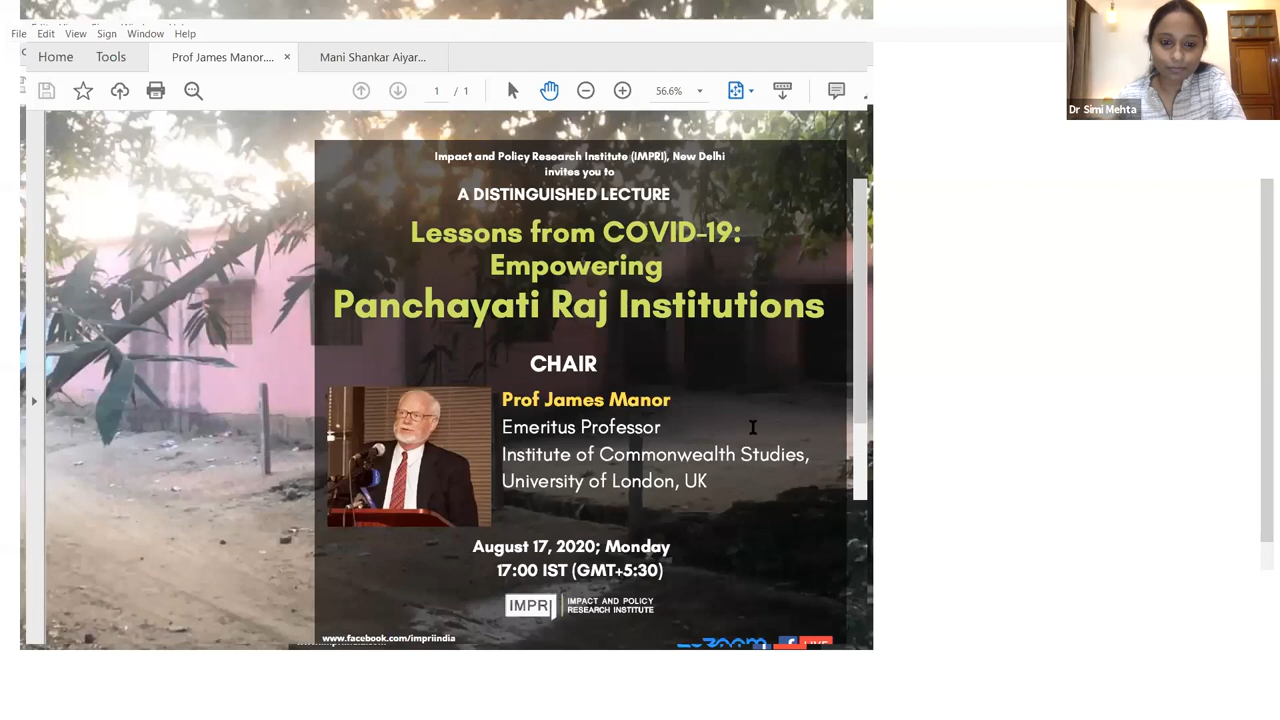 File Edit View Sign Window Help
Home Tools Prof James Manor.... × Mani Shankar Aiyar...
1 / 1 56.6%
Dr Simi Mehta
Impact and Policy Research Institute (IMPRI), New Delhi
invites you to
A DISTINGUISHED LECTURE
Lessons from COVID-19:
Empowering
Panchayati Raj Institutions
CHAIR
Prof James Manor
Emeritus Professor
Institute of Commonwealth Studies,
University of London, UK
August 17, 2020; Monday
17:00 IST (GMT+5:30)
IMPRI IMPACT AND POLICY
RESEARCH INSTITUTE
www.facebook.com/impriindia
zoom f LIVE